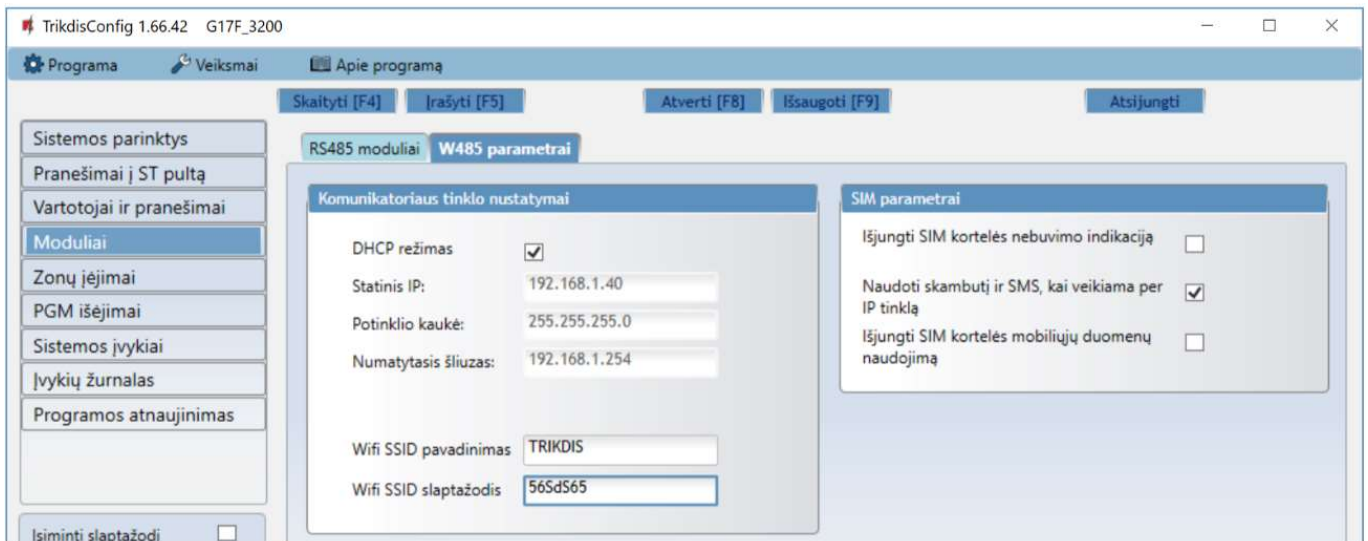 TrikdisConfig 1.66.42 G17F_3200
Programa Veiksmai Apie programą
Skaityti [F4] Įrašyti [F5] Atverti [F8] Išsaugoti [F9] Atsijungti
Sistemos parinktys
Pranešimai į ST pultą
Vartotojai ir pranešimai
Moduliai
Zonų įėjimai
PGM išėjimai
Sistemos įvykiai
Įvykių žurnalas
Programos atnaujinimas
Įsiminti slaptažodį
RS485 moduliai W485 parametrai
Komunikatoriaus tinklo nustatymai
DHCP režimas
Statinis IP: 192.168.1.40
Potinklio kaukė: 255.255.255.0
Numatytasis šliuzas: 192.168.1.254
Wifi SSID pavadinimas TRIKDIS
Wifi SSID slaptažodis 56SdS65
SIM parametrai
Išjungti SIM kortelės nebuvimo indikaciją
Naudoti skambutį ir SMS, kai veikiama per
IP tinklą
Išjungti SIM kortelės mobiliųjų duomenų
naudojimą